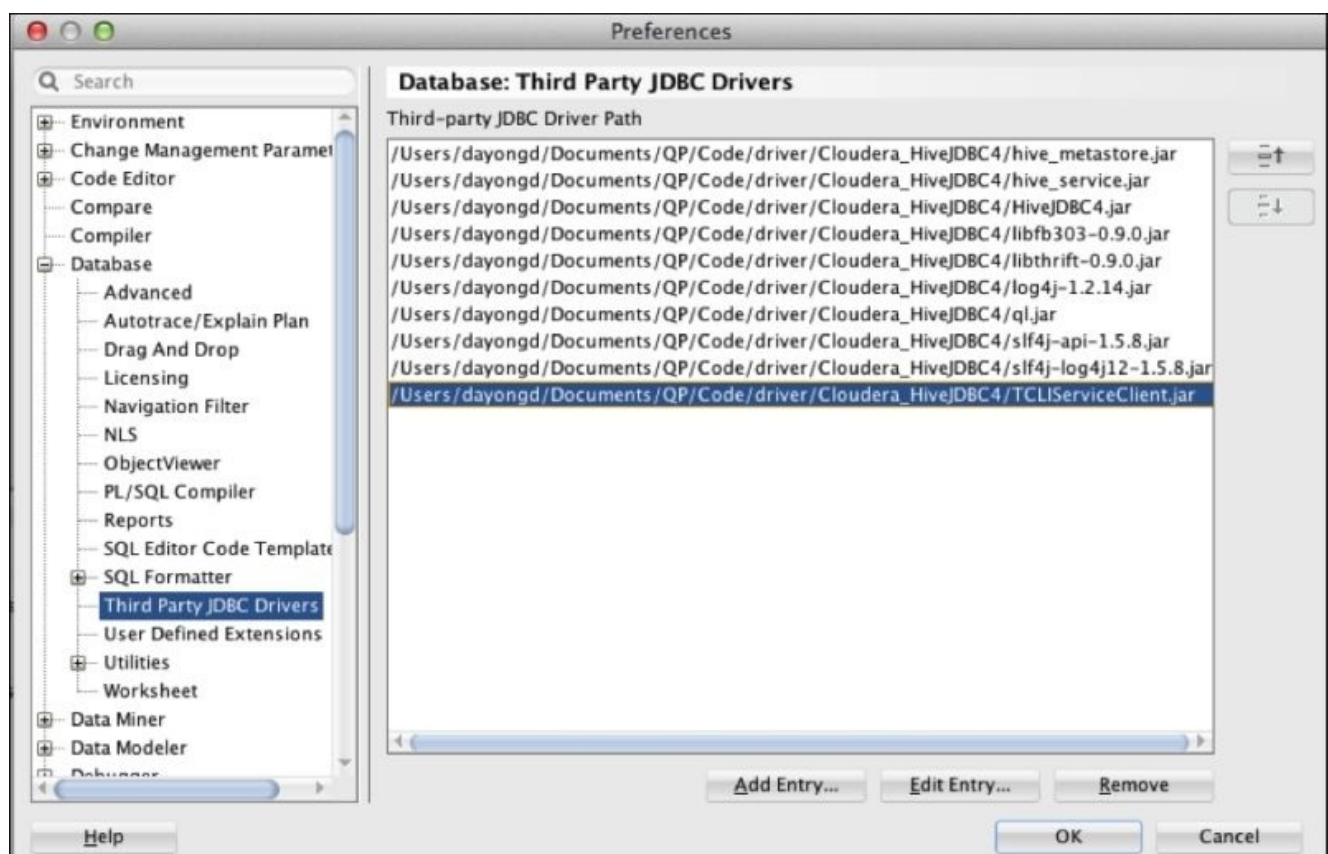 Preferences
Search
Environment
Change Management Paramet
Code Editor
Compare
Compiler
Database
Advanced
Autotrace/Explain Plan
Drag And Drop
Licensing
Navigation Filter
NLS
ObjectViewer
PL/SQL Compiler
Reports
SQL Editor Code Template
SQL Formatter
Third Party JDBC Drivers
User Defined Extensions
Utilities
Worksheet
Data Miner
Data Modeler
Debugger
Database: Third Party JDBC Drivers
Third-party JDBC Driver Path
/Users/dayongd/Documents/QP/Code/driver/Cloudera_HiveJDBC4/hive_metastore.jar
/Users/dayongd/Documents/QP/Code/driver/Cloudera_HiveJDBC4/hive_service.jar
/Users/dayongd/Documents/QP/Code/driver/Cloudera_HiveJDBC4/HiveJDBC4.jar
/Users/dayongd/Documents/QP/Code/driver/Cloudera_HiveJDBC4/libfb303-0.9.0.jar
/Users/dayongd/Documents/QP/Code/driver/Cloudera_HiveJDBC4/libthrift-0.9.0.jar
/Users/dayongd/Documents/QP/Code/driver/Cloudera_HiveJDBC4/log4j-1.2.14.jar
/Users/dayongd/Documents/QP/Code/driver/Cloudera_HiveJDBC4/ql.jar
/Users/dayongd/Documents/QP/Code/driver/Cloudera_HiveJDBC4/slf4j-api-1.5.8.jar
/Users/dayongd/Documents/QP/Code/driver/Cloudera_HiveJDBC4/slf4j-log4j12-1.5.8.jar
/Users/dayongd/Documents/QP/Code/driver/Cloudera_HiveJDBC4/TCLIServiceClient.jar
Add Entry... Edit Entry... Remove
Help OK Cancel